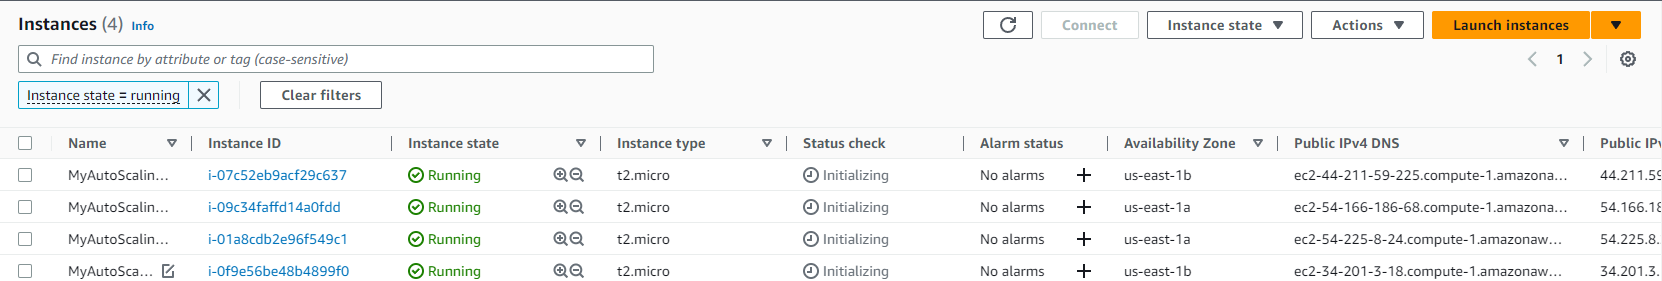 Instances (4) Info Connect Instance state Actions Launch instances
Find instance by attribute or tag (case-sensitive) 1
Instance state = running Clear filters
Name Instance ID Instance state Instance type Status check Alarm status Availability Zone Public IPv4 DNS Public IPv
MyAutoScalin... i-07c52eb9acf29c637 Running t2.micro Initializing No alarms us-east-1b ec2-44-211-59-225.compute-1.amazona... 44.211.59
MyAutoScalin... i-09c34faffd14a0fdd Running t2.micro Initializing No alarms us-east-1a ec2-54-166-186-68.compute-1.amazona... 54.166.18
MyAutoScalin... i-01a8cdb2e96f549c1 Running t2.micro Initializing No alarms us-east-1a ec2-54-225-8-24.compute-1.amazonaw... 54.225.8.
MyAutoSca... i-0f9e56be48b4899f0 Running t2.micro Initializing No alarms us-east-1b ec2-34-201-3-18.compute-1.amazonaw... 34.201.3.